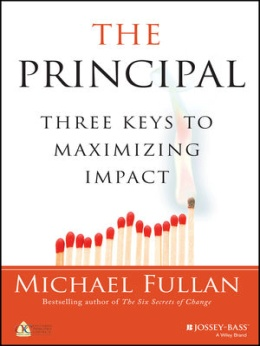 THE
PRINCIPAL
THREE KEYS TO
MAXIMIZING
IMPACT
MICHAEL FULLAN
Bestselling author of The Six Secrets of Change
JOSSEY-BASS™
A Wiley Brand